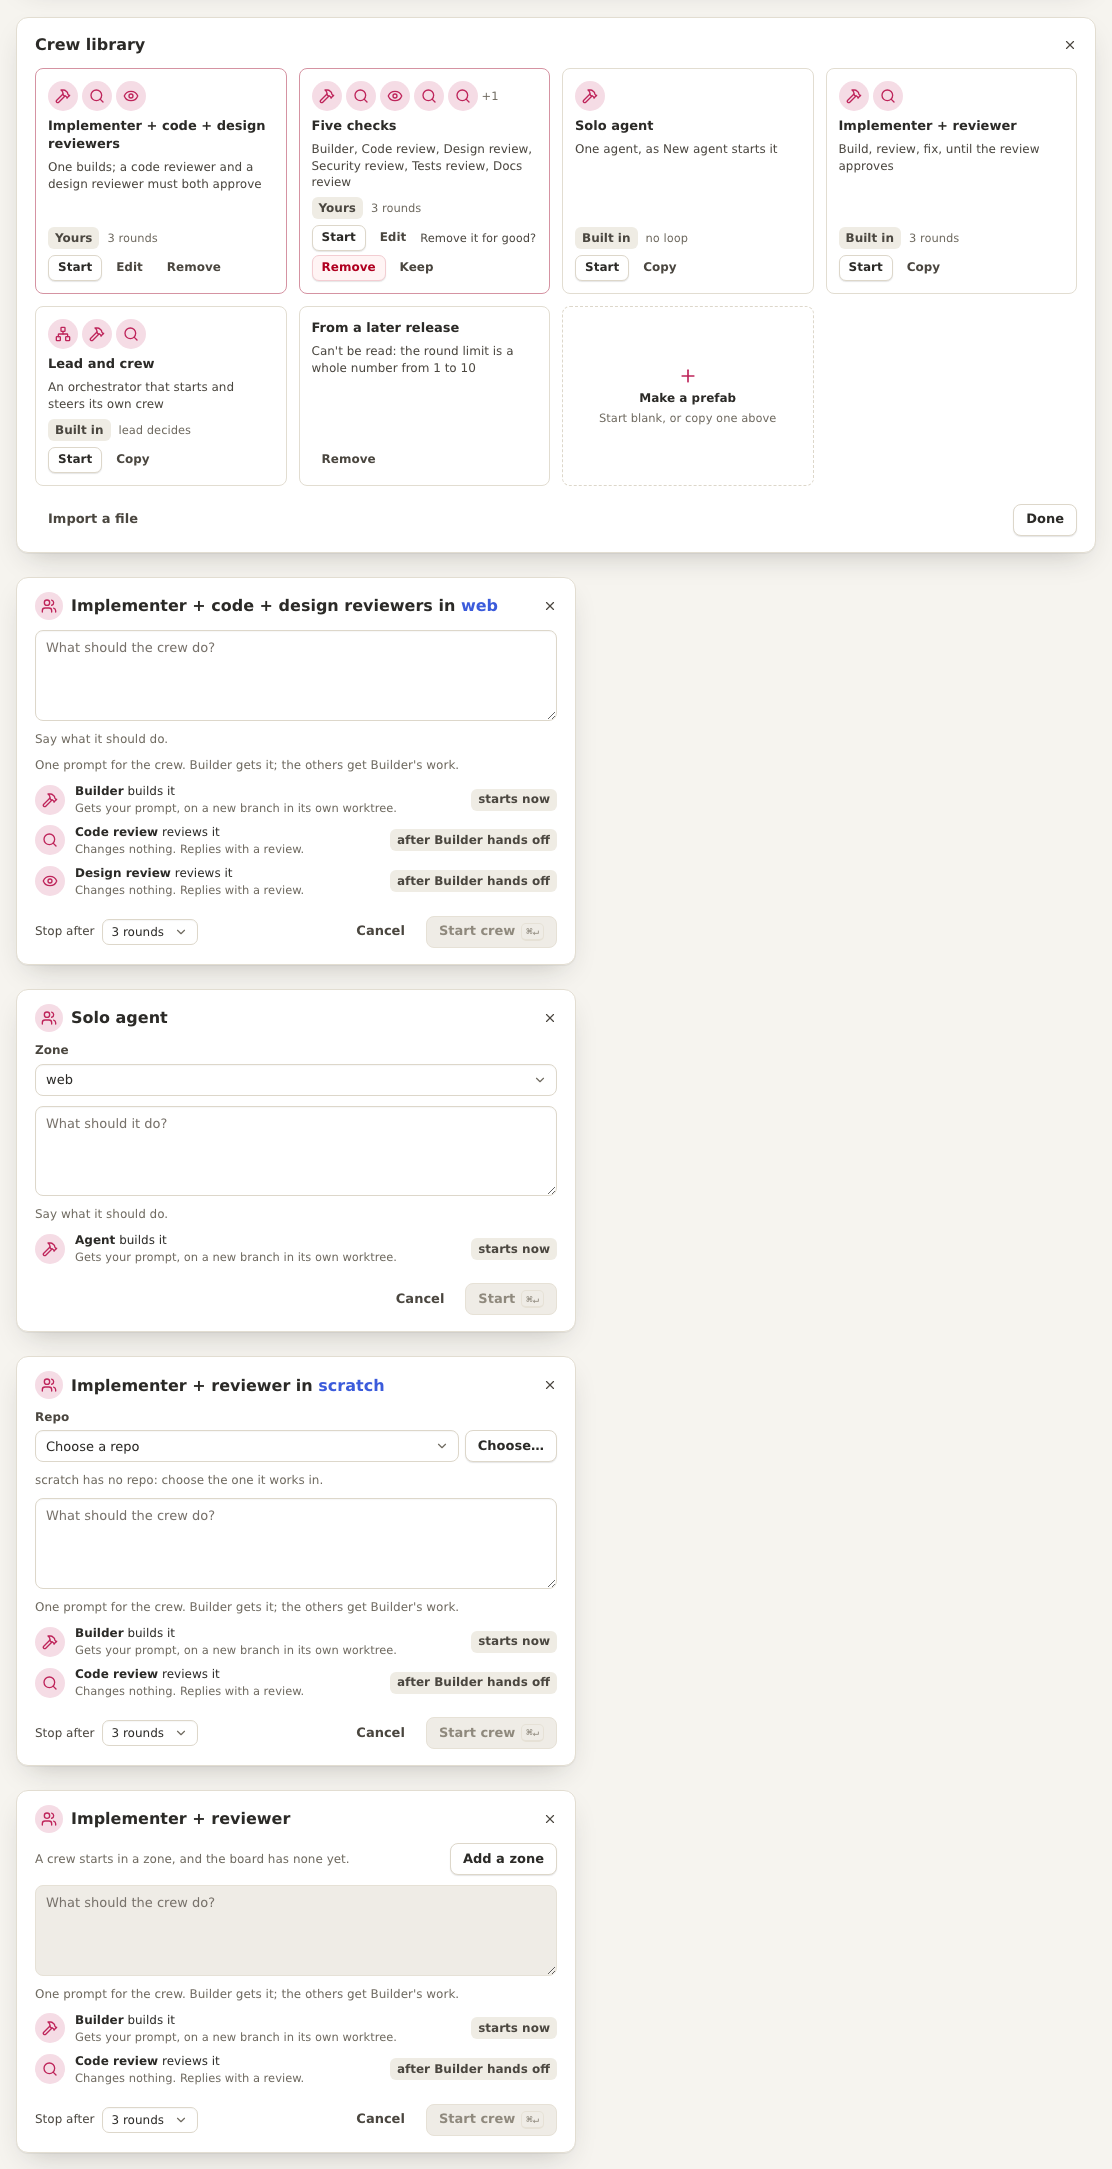 Crew library
+1
Implementer + code + design
reviewers
One builds; a code reviewer and a
design reviewer must both approve
Yours 3 rounds
Start Edit Remove
Five checks
Builder, Code review, Design review,
Security review, Tests review, Docs
review
Yours 3 rounds
Start Edit Remove it for good?
Remove Keep
Solo agent
One agent, as New agent starts it
Built in no loop
Start Copy
Implementer + reviewer
Build, review, fix, until the review
approves
Built in 3 rounds
Start Copy
Lead and crew
An orchestrator that starts and
steers its own crew
Built in lead decides
Start Copy
From a later release
Can't be read: the round limit is a
whole number from 1 to 10
Remove
Make a prefab
Start blank, or copy one above
Import a file
Done
Implementer + code + design reviewers in web
What should the crew do?
Say what it should do.
One prompt for the crew. Builder gets it; the others get Builder's work.
Builder builds it
Gets your prompt, on a new branch in its own worktree.
starts now
Code review reviews it
Changes nothing. Replies with a review.
after Builder hands off
Design review reviews it
Changes nothing. Replies with a review.
after Builder hands off
Stop after 3 rounds Cancel Start crew ⌘↵
Solo agent
Zone
web
What should it do?
Say what it should do.
Agent builds it
Gets your prompt, on a new branch in its own worktree.
starts now
Cancel Start ⌘↵
Implementer + reviewer in scratch
Repo
Choose a repo Choose...
scratch has no repo: choose the one it works in.
What should the crew do?
One prompt for the crew. Builder gets it; the others get Builder's work.
Builder builds it
Gets your prompt, on a new branch in its own worktree.
starts now
Code review reviews it
Changes nothing. Replies with a review.
after Builder hands off
Stop after 3 rounds Cancel Start crew ⌘↵
Implementer + reviewer
A crew starts in a zone, and the board has none yet. Add a zone
What should the crew do?
One prompt for the crew. Builder gets it; the others get Builder's work.
Builder builds it
Gets your prompt, on a new branch in its own worktree.
starts now
Code review reviews it
Changes nothing. Replies with a review.
after Builder hands off
Stop after 3 rounds Cancel Start crew ⌘↵